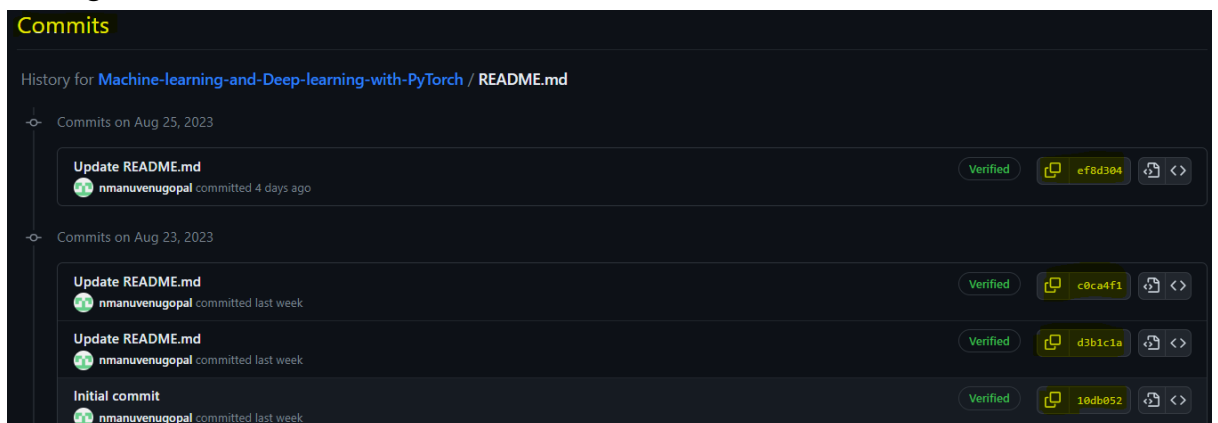 Commits
History for Machine-learning-and-Deep-learning-with-PyTorch / README.md
Commits on Aug 25, 2023
Update README.md
Verified ef8d304
nmanuvenugopal committed 4 days ago
Commits on Aug 23, 2023
Update README.md
Verified c0ca4f1
nmanuvenugopal committed last week
Update README.md
Verified d3b1c1a
nmanuvenugopal committed last week
Initial commit
Verified 10db052
nmanuvenugopal committed last week